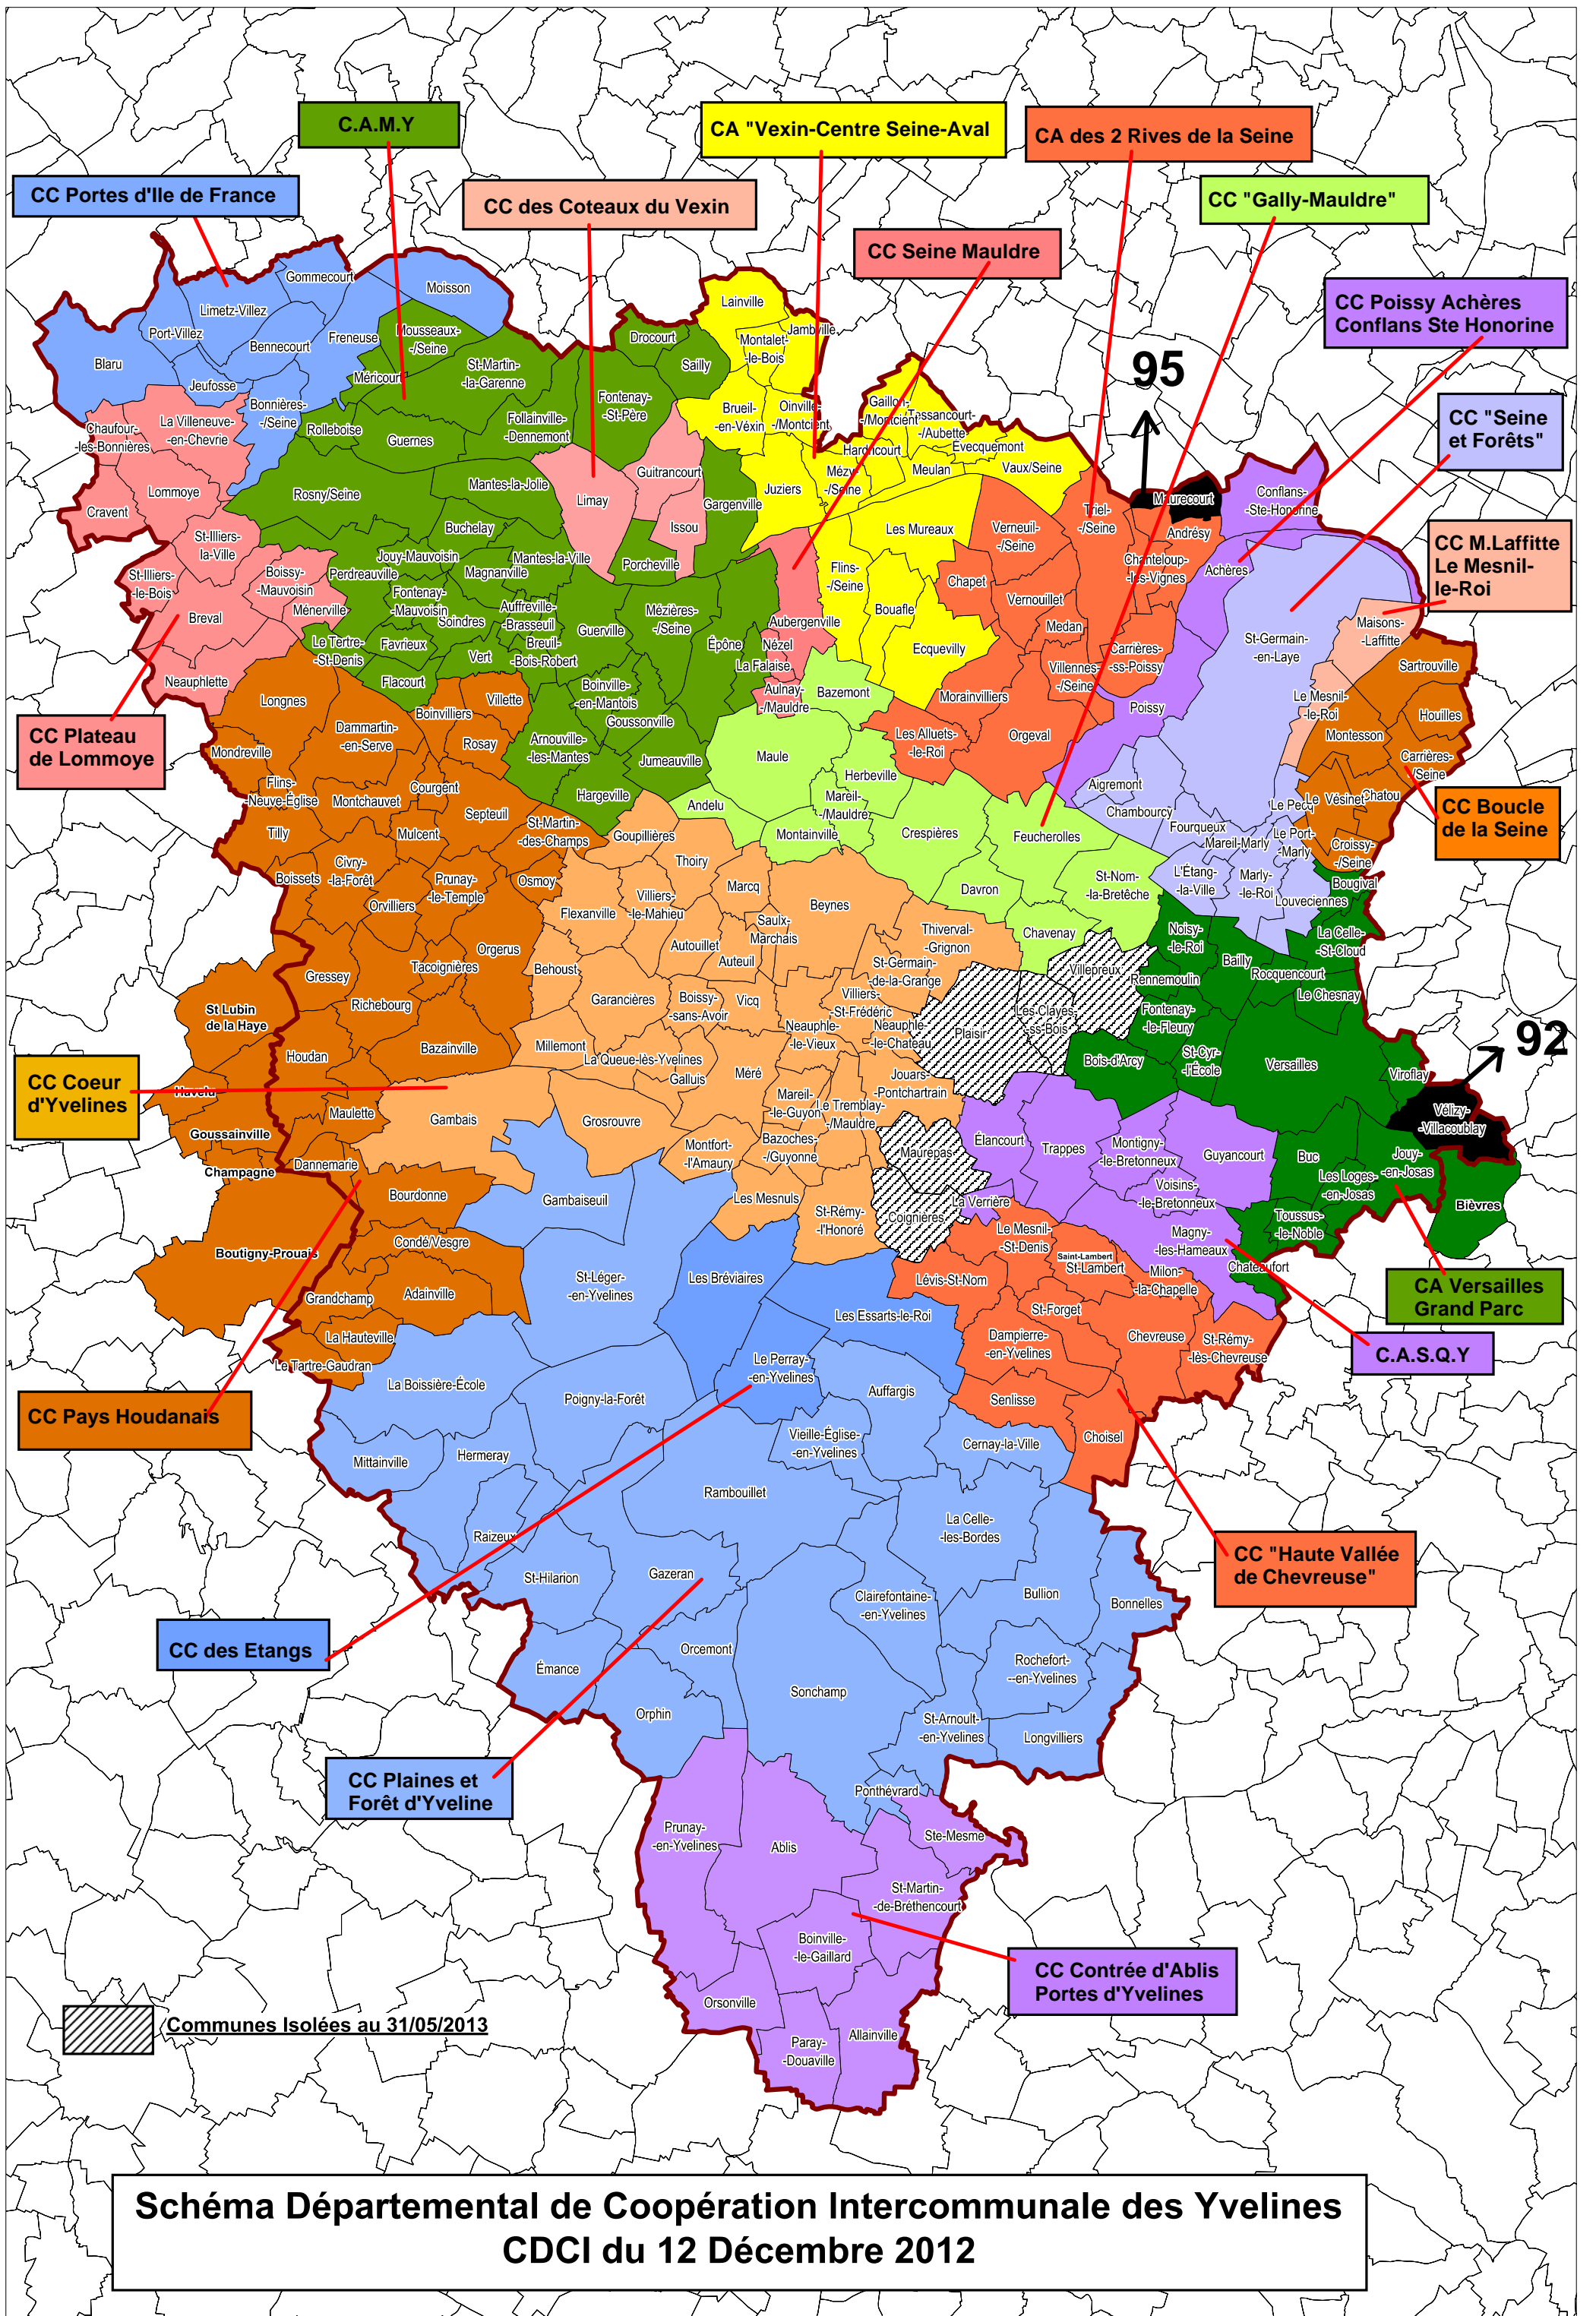 C.A.M.Y
CA "Vexin-Centre Seine-Aval
CA des 2 Rives de la Seine
CC Portes d'Ile de France
CC des Coteaux du Vexin
CC "Gally-Mauldre"
CC Seine Mauldre
CC Poissy Achères
Conflans Ste Honorine
95
CC "Seine
et Forêts"
CC M.Laffitte
Le Mesnil-
le-Roi
CC Plateau
de Lommoye
CC Boucle
de la Seine
92
CC Coeur
d'Yvelines
CA Versailles
Grand Parc
C.A.S.Q.Y
CC Pays Houdanais
CC "Haute Vallée
de Chevreuse"
CC des Etangs
CC Plaines et
Forêt d'Yveline
CC Contrée d'Ablis
Portes d'Yvelines
Gommecourt
Moisson
Limetz-Villez
Port-Villez
Freneuse
Bennecourt
Blaru
Jeufosse
Bonnières-
-/Seine
Mousseaux-
-/Seine
Méricourt
St-Martin-
-la-Garenne
Drocourt
Sailly
Fontenay-
-St-Père
Follainville-
-Dennemont
Rolleboise
Guernes
Lainville
Jambville
Montalet-
-le-Bois
Brueil-
-en-Véxin
Oinville-
-/Montcient
Gaillon-
-/Montcient
Tessancourt-
-/Aubette
Évecquemont
Hardricourt
Mézy-
-/Seine
Meulan
Vaux/Seine
Juziers
Chaufour-
-les-Bonnières
La Villeneuve-
-en-Chevrie
Lommoye
Cravent
St-Illiers-
la-Ville
St-Illiers-
-le-Bois
Boissy-
-Mauvoisin
Ménerville
Breval
Neauphlette
Rosny/Seine
Mantes-la-Jolie
Buchelay
Limay
Guitrancourt
Issou
Gargenville
Porcheville
Jouy-Mauvoisin
Perdreauville
Mantes-la-Ville
Magnanville
Fontenay-
-Mauvoisin
Soindres
Auffreville-
-Brasseuil
Le Tertre-
-St-Denis
Favrieux
Vert
Breuil-
-Bois-Robert
Guerville
Mézières-
-/Seine
Épône
Flacourt
Boinville-
-en-Mantois
Goussonville
Arnouville-
-les-Mantes
Jumeauville
Hargeville
Aubergenville
Nézel
La Falaise
Aulnay-
-/Mauldre
Les Mureaux
Flins-
-/Seine
Bouafle
Ecquevilly
Verneuil-
-/Seine
Triel-
-/Seine
Maurecourt
Andrésy
Chanteloup-
-les-Vignes
Chapet
Vernouillet
Medan
Villennes-
-/Seine
Carrières-
-ss-Poissy
Morainvilliers
Orgeval
Les Alluets-
-le-Roi
Conflans-
-Ste-Honorine
Achères
Poissy
St-Germain-
-en-Laye
Maisons-
-Laffitte
Le Mesnil-
-le-Roi
Sartrouville
Houilles
Montesson
Carrières-
-/Seine
Chatou
Le Vésinet
Le Pecq
Croissy-
-/Seine
Aigremont
Chambourcy
Fourqueux
Mareil-Marly
Le Port-
-Marly
L'Étang-
-la-Ville
Marly-
-le-Roi
Louveciennes
Bougival
Bazemont
Maule
Herbeville
Mareil-
-/Mauldre
Andelu
Montainville
Crespières
Feucherolles
Davron
St-Nom-
-la-Bretêche
Chavenay
Longnes
Dammartin-
-en-Serve
Boinvilliers
Villette
Rosay
Mondreville
Flins-
-Neuve-Église
Montchauvet
Courgent
Septeuil
Tilly
Mulcent
St-Martin-
-des-Champs
Civry-
-la-Forêt
Boissets
Prunay-
-le-Temple
Osmoy
Orvilliers
Orgerus
Gressey
Tacoignières
Richebourg
Bazainville
Houdan
Maulette
Dannemarie
St Lubin
de la Haye
Havelu
Goussainville
Champagne
Boutigny-Prouais
Bourdonne
Condé/Vesgre
Adainville
Grandchamp
La Hauteville
Le Tartre-Gaudran
Goupillières
Thoiry
Villiers-
-le-Mahieu
Marcq
Flexanville
Saulx-
Marchais
Beynes
Autouillet
Auteuil
Thiverval-
-Grignon
St-Germain-
-de-la-Grange
Behoust
Garancières
Boissy-
-sans-Avoir
Vicq
Villiers-
-St-Frédéric
Neauphle-
-le-Vieux
Neauphle-
-le-Chateau
Millemont
La Queue-lès-Yvelines
Galluis
Méré
Mareil-
-le-Guyon
Jouars-
-Pontchartrain
Le Tremblay-
-/Mauldre
Gambais
Grosrouvre
Montfort-
-l'Amaury
Bazoches-
-/Guyonne
Les Mesnuls
St-Rémy-
-l'Honoré
Plaisir
Les Clayes-
-ss-Bois
Villepreux
Maurepas
Coignières
Noisy-
-le-Roi
Bailly
La Celle-
-St-Cloud
Rocquencourt
Le Chesnay
Rennemoulin
Fontenay-
-le-Fleury
Bois-d'Arcy
St-Cyr-
-l'École
Versailles
Viroflay
Vélizy-
-Villacoublay
Buc
Les Loges-
-en-Josas
Jouy-
-en-Josas
Bièvres
Toussus-
-le-Noble
Chateaufort
Élancourt
Trappes
Montigny-
-le-Bretonneux
Guyancourt
Voisins-
-le-Bretonneux
La Verrière
Magny-
-les-Hameaux
Le Mesnil-
-St-Denis
Saint-Lambert
St-Lambert
Milon-
-la-Chapelle
Lévis-St-Nom
St-Forget
Dampierre-
-en-Yvelines
Chevreuse
St-Rémy-
-lès-Chevreuse
Senlisse
Choisel
Gambaiseuil
St-Léger-
-en-Yvelines
Les Bréviaires
Les Essarts-le-Roi
Le Perray-
-en-Yvelines
Auffargis
La Boissière-École
Poigny-la-Forêt
Vieille-Église-
-en-Yvelines
Cernay-la-Ville
Mittainville
Hermeray
Rambouillet
Raizeux
La Celle-
-les-Bordes
St-Hilarion
Gazeran
Clairefontaine-
-en-Yvelines
Bullion
Bonnelles
Émance
Orcemont
Rochefort-
--en-Yvelines
Sonchamp
Orphin
St-Arnoult-
-en-Yvelines
Longvilliers
Ponthévrard
Prunay-
-en-Yvelines
Ablis
Ste-Mesme
St-Martin-
-de-Bréthencourt
Boinville-
-le-Gaillard
Orsonville
Paray-
-Douaville
Allainville
Communes Isolées au 31/05/2013
Schéma Départemental de Coopération Intercommunale des Yvelines
CDCI du 12 Décembre 2012